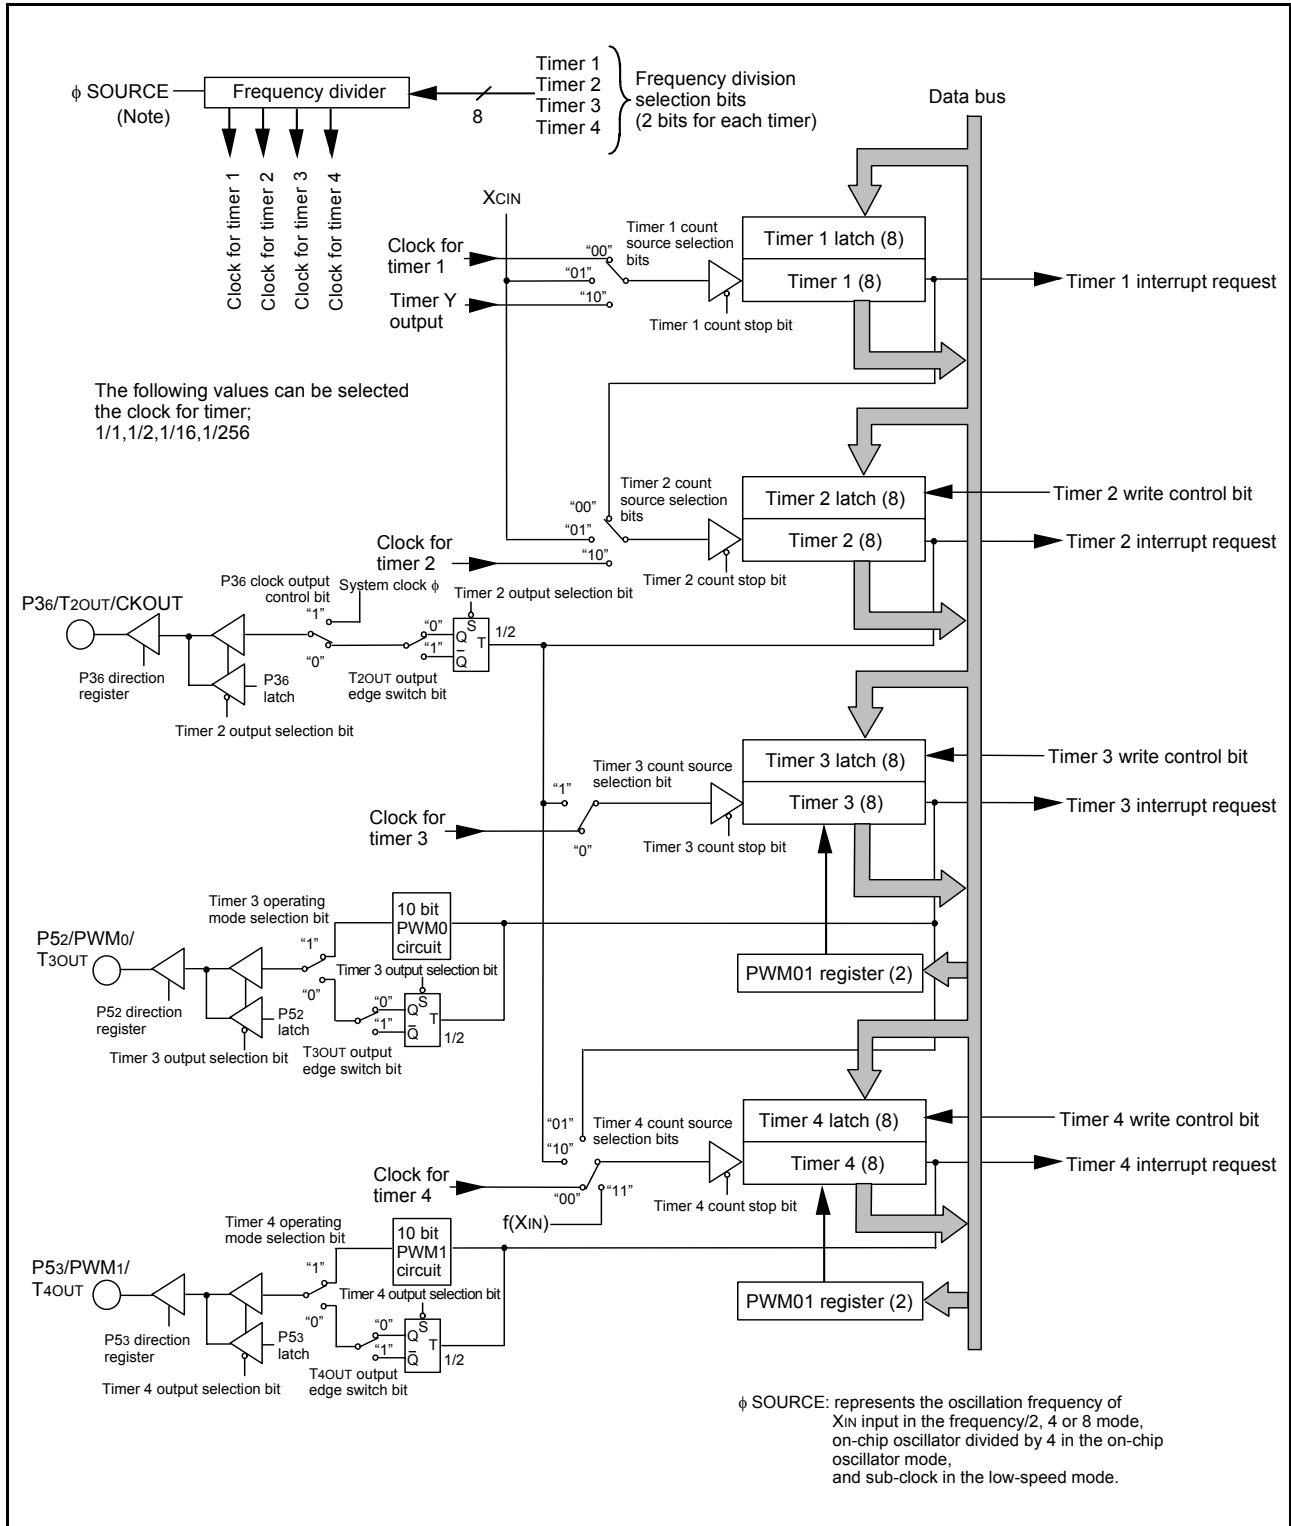 Timer 1
Timer 2
Timer 3
Timer 4
Frequency division
selection bits
(2 bits for each timer)
ϕ SOURCE
(Note)
Frequency divider
8
Data bus
Clock for timer 1
Clock for timer 2
Clock for timer 3
Clock for timer 4
XCIN
Clock for
timer 1
Timer Y
output
“00”
“01”
“10”
Timer 1 count
source selection
bits
Timer 1 count stop bit
Timer 1 latch (8)
Timer 1 (8)
Timer 1 interrupt request
The following values can be selected
the clock for timer;
1/1,1/2,1/16,1/256
Timer 2 count
source selection
bits
“00”
“01”
“10”
Clock for
timer 2
Timer 2 count stop bit
Timer 2 latch (8)
Timer 2 (8)
Timer 2 write control bit
Timer 2 interrupt request
P36/T2OUT/CKOUT
P36 clock output
control bit
System clock ϕ
“1”
“0”
Timer 2 output selection bit
“0”
“1”
S
Q
T
Q̅
1/2
P36 direction
register
P36
latch
T2OUT output
edge switch bit
Timer 2 output selection bit
Timer 3 count source
selection bit
“1”
“0”
Clock for
timer 3
Timer 3 count stop bit
Timer 3 latch (8)
Timer 3 (8)
Timer 3 write control bit
Timer 3 interrupt request
P52/PWM0/
T3OUT
Timer 3 operating
mode selection bit
“1”
“0”
10 bit
PWM0
circuit
Timer 3 output selection bit
“0”
“1”
S
Q
T
Q̅
1/2
P52 direction
register
P52
latch
Timer 3 output selection bit
T3OUT output
edge switch bit
PWM01 register (2)
“01”
“10”
“00”
“11”
Timer 4 count source
selection bits
Clock for
timer 4
f(XIN)
Timer 4 count stop bit
Timer 4 latch (8)
Timer 4 (8)
Timer 4 write control bit
Timer 4 interrupt request
P53/PWM1/
T4OUT
Timer 4 operating
mode selection bit
“1”
“0”
10 bit
PWM1
circuit
Timer 4 output selection bit
“0”
“1”
S
Q
T
Q̅
1/2
P53 direction
register
P53
latch
Timer 4 output selection bit
T4OUT output
edge switch bit
PWM01 register (2)
ϕ SOURCE: represents the oscillation frequency of
XIN input in the frequency/2, 4 or 8 mode,
on-chip oscillator divided by 4 in the on-chip
oscillator mode,
and sub-clock in the low-speed mode.